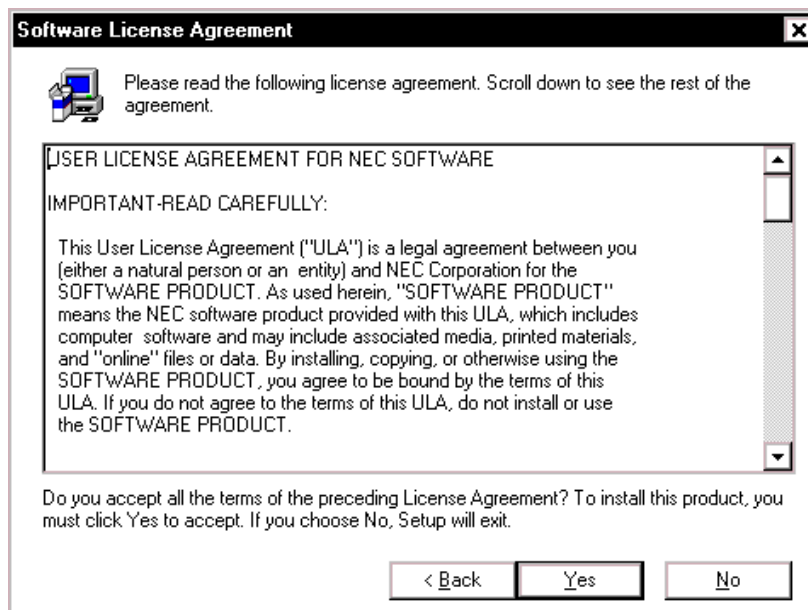 Software License Agreement
Please read the following license agreement. Scroll down to see the rest of the
agreement.
USER LICENSE AGREEMENT FOR NEC SOFTWARE
IMPORTANT-READ CAREFULLY:
This User License Agreement ("ULA") is a legal agreement between you
(either a natural person or an  entity) and NEC Corporation for the
SOFTWARE PRODUCT. As used herein, "SOFTWARE PRODUCT"
means the NEC software product provided with this ULA, which includes
computer  software and may include associated media, printed materials,
and "online" files or data. By installing, copying, or otherwise using the
SOFTWARE PRODUCT, you agree to be bound by the terms of this
ULA. If you do not agree to the terms of this ULA, do not install or use
the SOFTWARE PRODUCT.
Do you accept all the terms of the preceding License Agreement? To install this product, you
must click Yes to accept. If you choose No, Setup will exit.
< Back Yes No